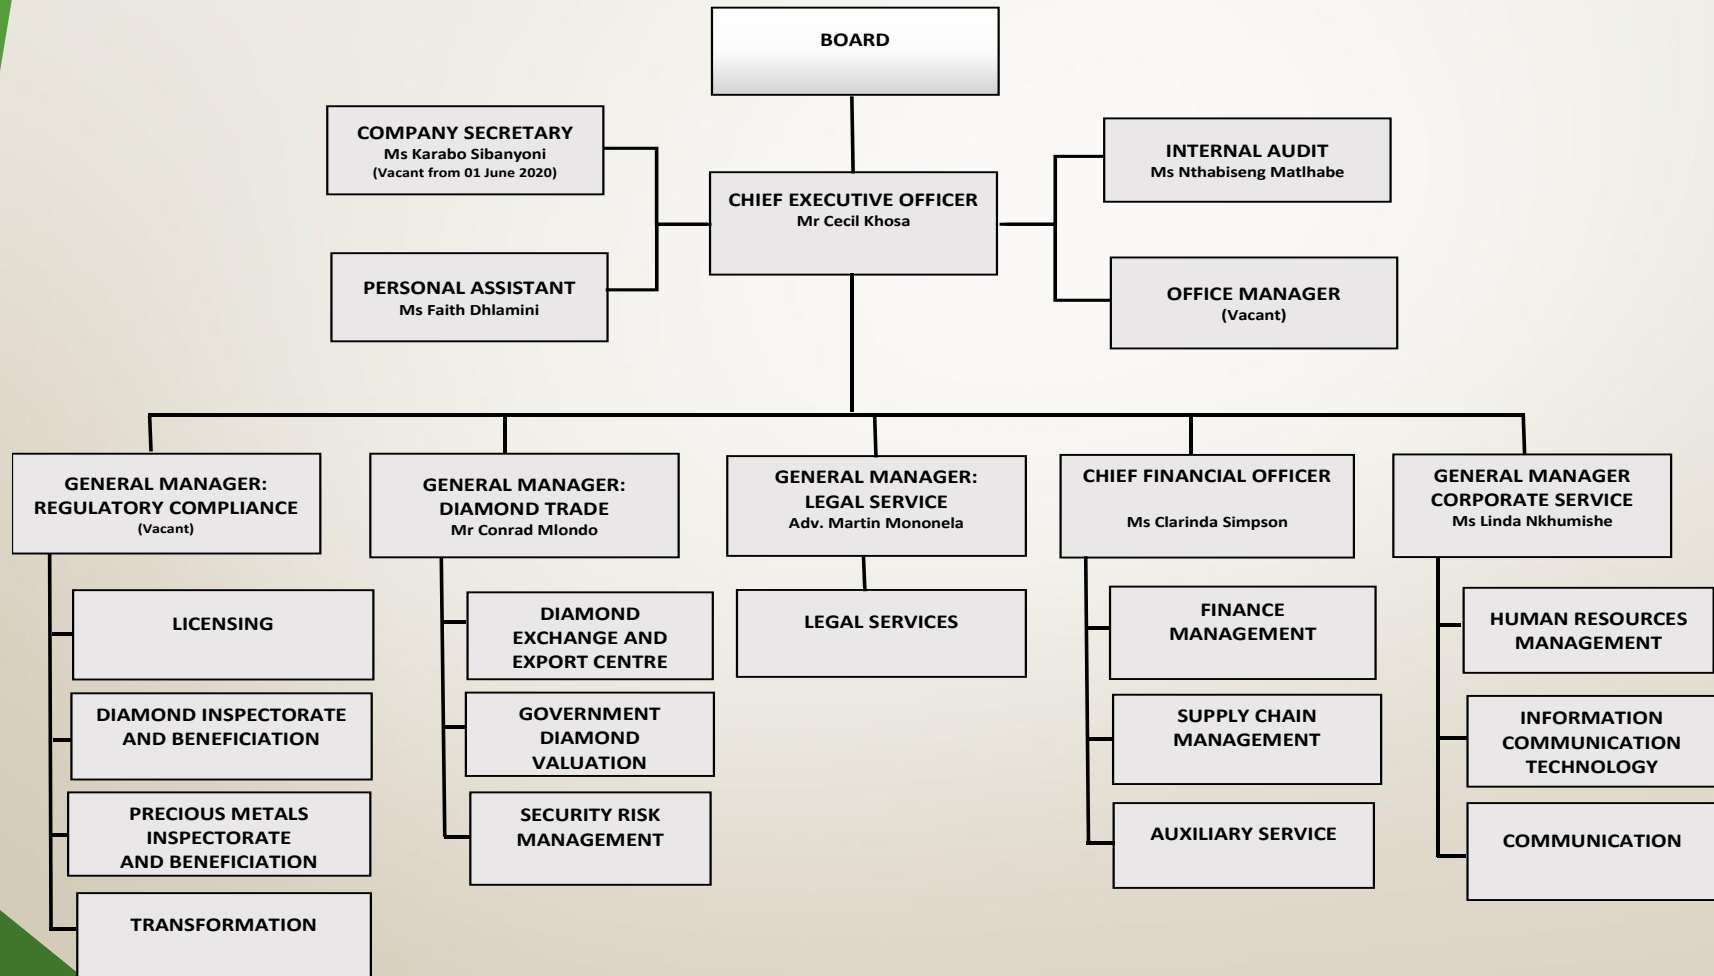 BOARD
COMPANY SECRETARY
Ms Karabo Sibanyoni
(Vacant from 01 June 2020)
INTERNAL AUDIT
Ms Nthabiseng Matlhabe
CHIEF EXECUTIVE OFFICER
Mr Cecil Khosa
PERSONAL ASSISTANT
Ms Faith Dhlamini
OFFICE MANAGER
(Vacant)
GENERAL MANAGER:
REGULATORY COMPLIANCE
(Vacant)
GENERAL MANAGER:
DIAMOND TRADE
Mr Conrad Mlondo
GENERAL MANAGER:
LEGAL SERVICE
Adv. Martin Mononela
CHIEF FINANCIAL OFFICER
Ms Clarinda Simpson
GENERAL MANAGER
CORPORATE SERVICE
Ms Linda Nkhumishe
LICENSING
DIAMOND INSPECTORATE
AND BENEFICIATION
PRECIOUS METALS
INSPECTORATE
AND BENEFICIATION
TRANSFORMATION
DIAMOND
EXCHANGE AND
EXPORT CENTRE
GOVERNMENT
DIAMOND
VALUATION
SECURITY RISK
MANAGEMENT
LEGAL SERVICES
FINANCE
MANAGEMENT
SUPPLY CHAIN
MANAGEMENT
AUXILIARY SERVICE
HUMAN RESOURCES
MANAGEMENT
INFORMATION
COMMUNICATION
TECHNOLOGY
COMMUNICATION